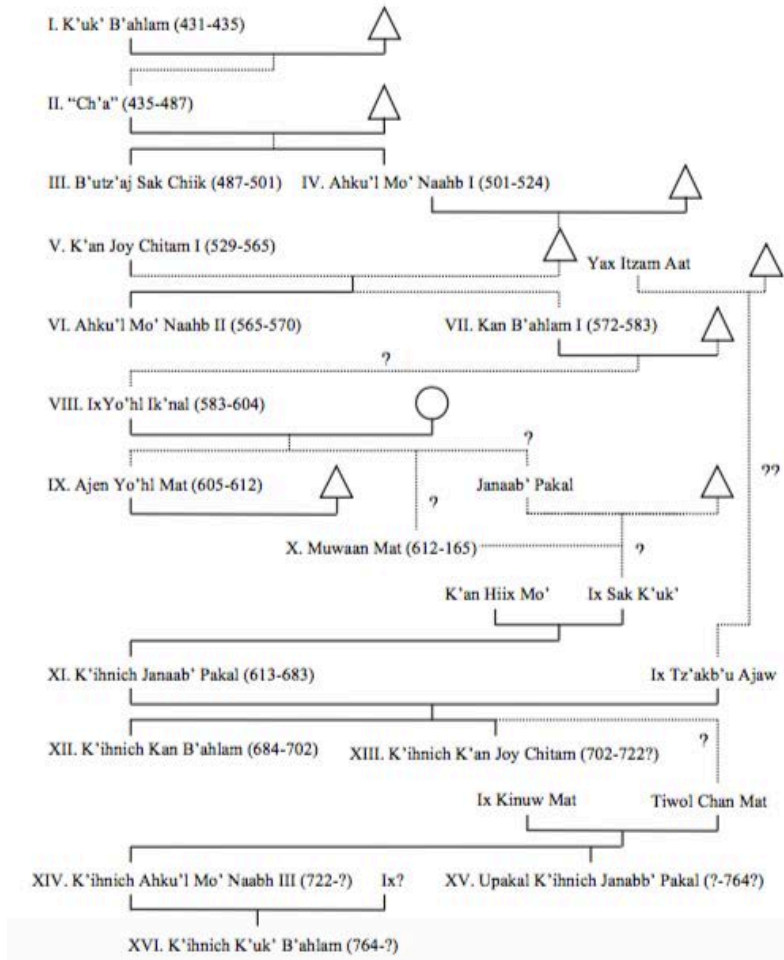 I. K'uk' B'ahlam (431-435)
II. "Ch'a" (435-487)
III. B'utz'aj Sak Chiik (487-501) IV. Ahku'l Mo' Naahb I (501-524)
V. K'an Joy Chitam I (529-565)
Yax Itzam Aat
VI. Ahku'l Mo' Naahb II (565-570) VII. Kan B'ahlam I (572-583)
?
VIII. IxYo'hl Ik'nal (583-604)
?
??
IX. Ajen Yo'hl Mat (605-612) Janaab' Pakal
?
X. Muwaan Mat (612-165) ?
K'an Hiix Mo' Ix Sak K'uk'
XI. K'ihnich Janaab' Pakal (613-683) Ix Tz'akb'u Ajaw
XII. K'ihnich Kan B'ahlam (684-702) XIII. K'ihnich K'an Joy Chitam (702-722?) ?
Ix Kinuw Mat Tiwol Chan Mat
XIV. K'ihnich Ahku'l Mo' Naabh III (722-?) Ix? XV. Upakal K'ihnich Janabb' Pakal (?-764?)
XVI. K'ihnich K'uk' B'ahlam (764-?)